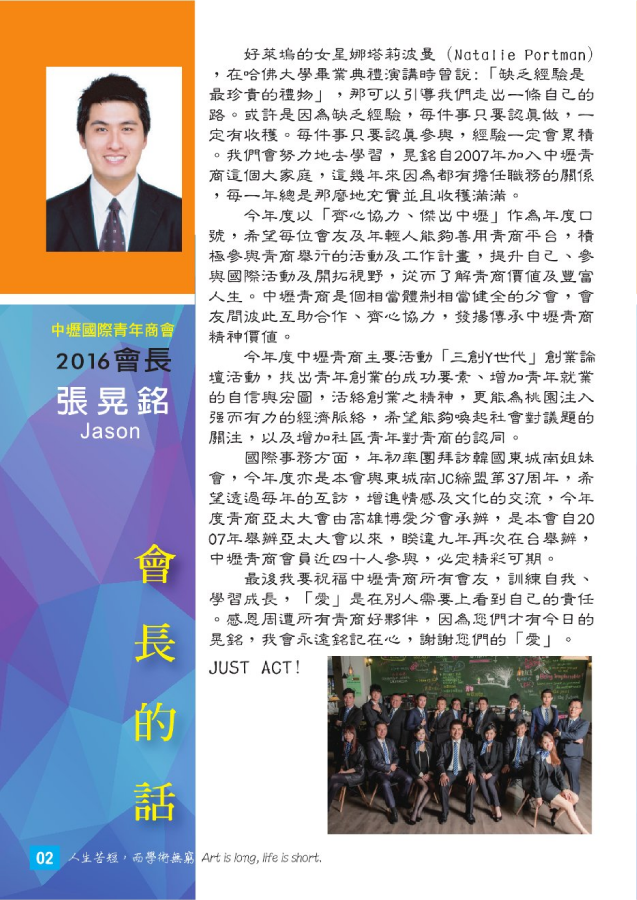 中壢國際青年商會
2016會長
張晃銘
Jason
會長的話
好萊塢的女星娜塔莉波曼（Natalie Portman）
，在哈佛大學畢業典禮演講時曾說:「缺乏經驗是
最珍貴的禮物」，那可以引導我們走出一條自己的
路。或許是因為缺乏經驗，每件事只要認真做，一
定有收穫。每件事只要認真參與，經驗一定會累積
。我們會努力地去學習，晃銘自2007年加入中壢青
商這個大家庭，這幾年來因為都有擔任職務的關係
，每一年總是那麼地充實並且收穫滿滿。
今年度以「齊心協力、傑出中壢」作為年度口
號，希望每位會友及年輕人能夠善用青商平台，積
極參與青商舉行的活動及工作計畫，提升自己、參
與國際活動及開拓視野，從而了解青商價值及豐富
人生。中壢青商是個相當體制相當健全的分會，會
友間彼此互助合作、齊心協力，發揚傳承中壢青商
精神價值。
今年度中壢青商主要活動「三創Y世代」創業論
壇活動，找出青年創業的成功要素、增加青年就業
的自信與宏圖，活絡創業之精神，更能為桃園注入
強而有力的經濟脈絡，希望能夠喚起社會對議題的
關注，以及增加社區青年對青商的認同。
國際事務方面，年初率團拜訪韓國東城南姐妹
會，今年度亦是本會與東城南JC締盟第37周年，希
望透過每年的互訪，增進情感及文化的交流，今年
度青商亞太大會由高雄博愛分會承辦，是本會自20
07年舉辦亞太大會以來，睽違九年再次在台舉辦，
中壢青商會員近四十人參與，必定精彩可期。
最後我要祝福中壢青商所有會友，訓練自我、
學習成長，「愛」是在別人需要上看到自己的責任
。感恩周遭所有青商好夥伴，因為您們才有今日的
晃銘，我會永遠銘記在心，謝謝您們的「愛」。
JUST ACT!
02 人生苦短，而學術無窮 Art is long, life is short.